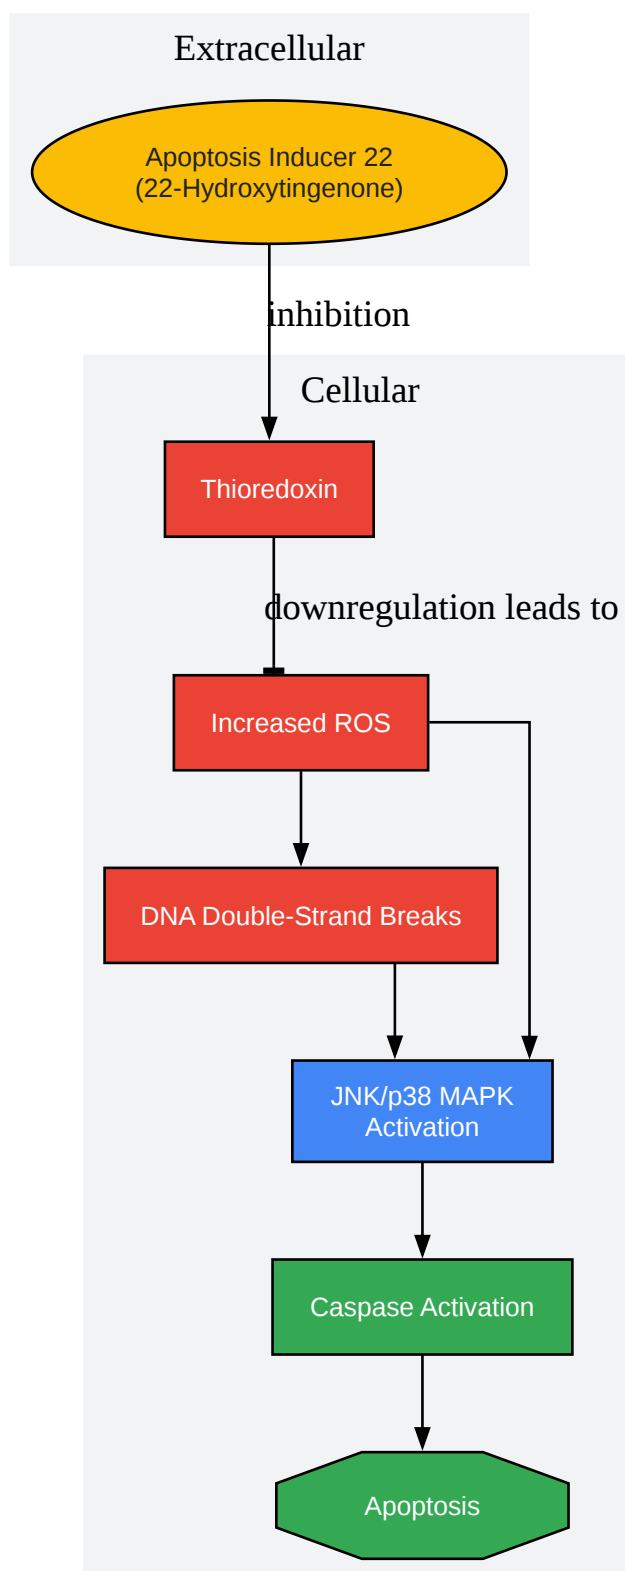 Extracellular
Apoptosis Inducer 22
(22-Hydroxytingenone)
inhibition
Cellular
Thioredoxin
downregulation leads to
Increased ROS
DNA Double-Strand Breaks
JNK/p38 MAPK
Activation
Caspase Activation
Apoptosis